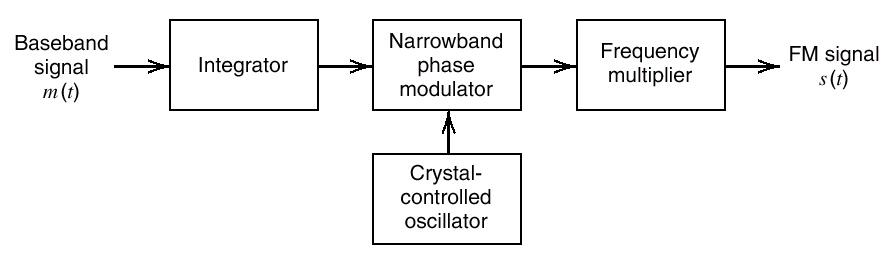 Baseband
signal
m(t)
Integrator
Narrowband
phase
modulator
Frequency
multiplier
FM signal
s(t)
Crystal-
controlled
oscillator